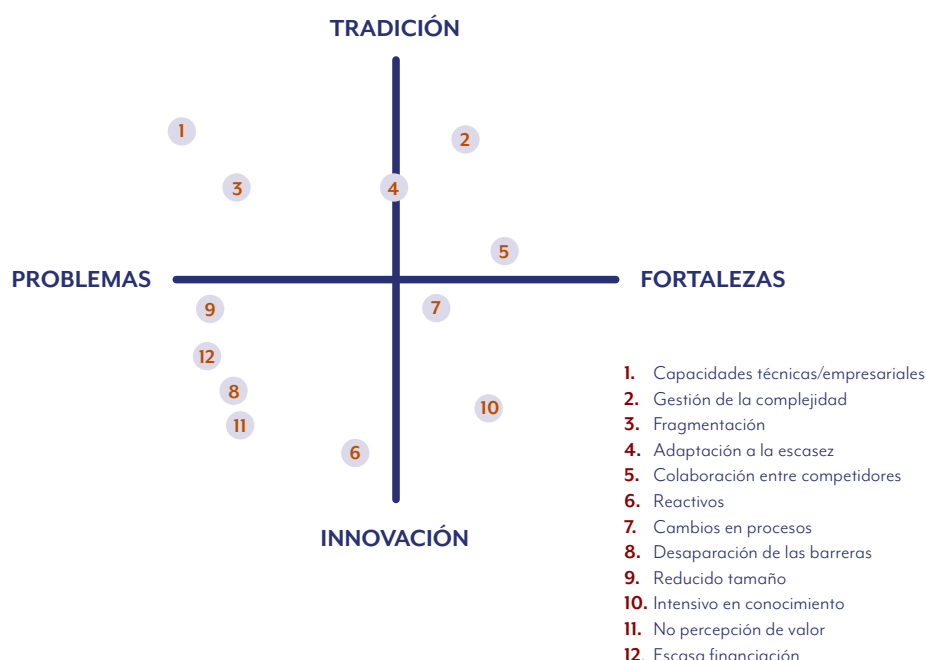 TRADICIÓN
1
2
3
4
5
PROBLEMAS
FORTALEZAS
9
7
12
8
10
11
6
INNOVACIÓN
1. Capacidades técnicas/empresariales
2. Gestión de la complejidad
3. Fragmentación
4. Adaptación a la escasez
5. Colaboración entre competidores
6. Reactivos
7. Cambios en procesos
8. Desaparación de las barreras
9. Reducido tamaño
10. Intensivo en conocimiento
11. No percepción de valor
12. Escasa financiación